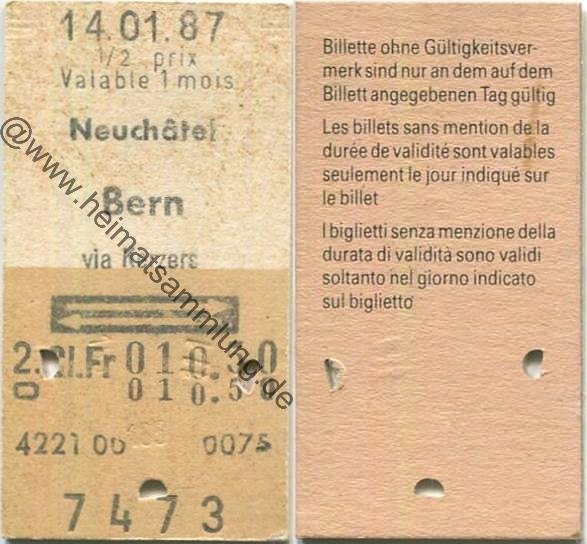 14.01.87
1/2 prix
Valable 1 mois
Neuchâtel
Bern
via Kerzers
2. Cl. Fr 010.50
0 010.50
4221 00 0075
7473
@www.heimatsammlung.de
Billette ohne Gültigkeitsver-
merk sind nur an dem auf dem
Billett angegebenen Tag gültig
Les billets sans mention de la
durée de validité sont valables
seulement le jour indiqué sur
le billet
I biglietti senza menzione della
durata di validità sono validi
soltanto nel giorno indicato
sul biglietto